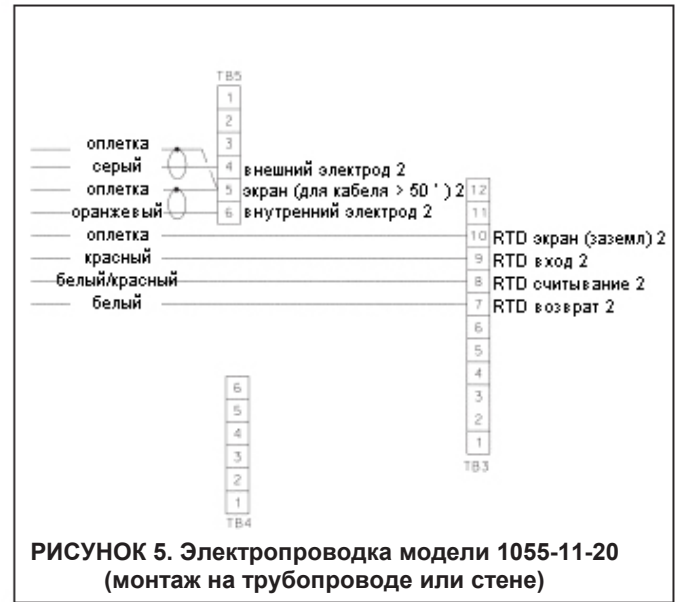 TB5
1
2
3
4
5
6
оплетка
серый
оплетка
оранжевый
оплетка
красный
белый/красный
белый
внешний электрод 2
экран (для кабеля > 50 ' ) 2
внутренний электрод 2
12
11
10
9
8
7
6
5
4
3
2
1
TB3
RTD экран (заземл) 2
RTD вход 2
RTD считывание 2
RTD возврат 2
6
5
4
3
2
1
TB4
РИСУНОК 5. Электропроводка модели 1055-11-20
(монтаж на трубопроводе или стене)